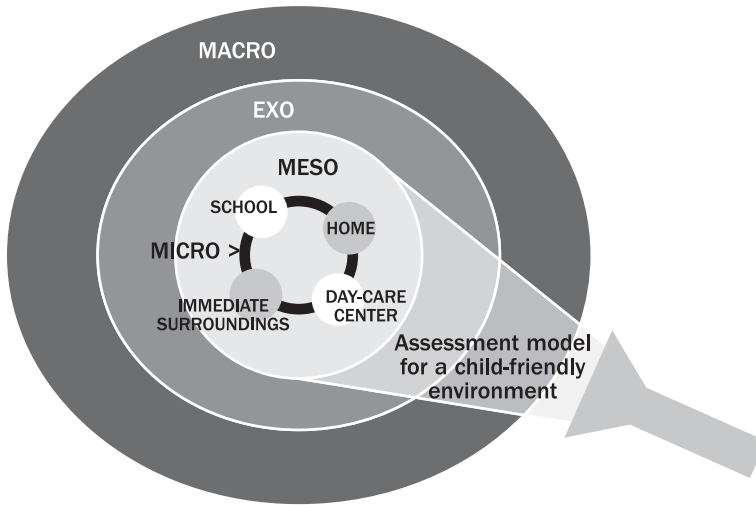 MACRO
EXO
MESO
SCHOOL
HOME
MICRO >
IMMEDIATE
SURROUNDINGS
DAY-CARE
CENTER
Assessment model
for a child-friendly
environment